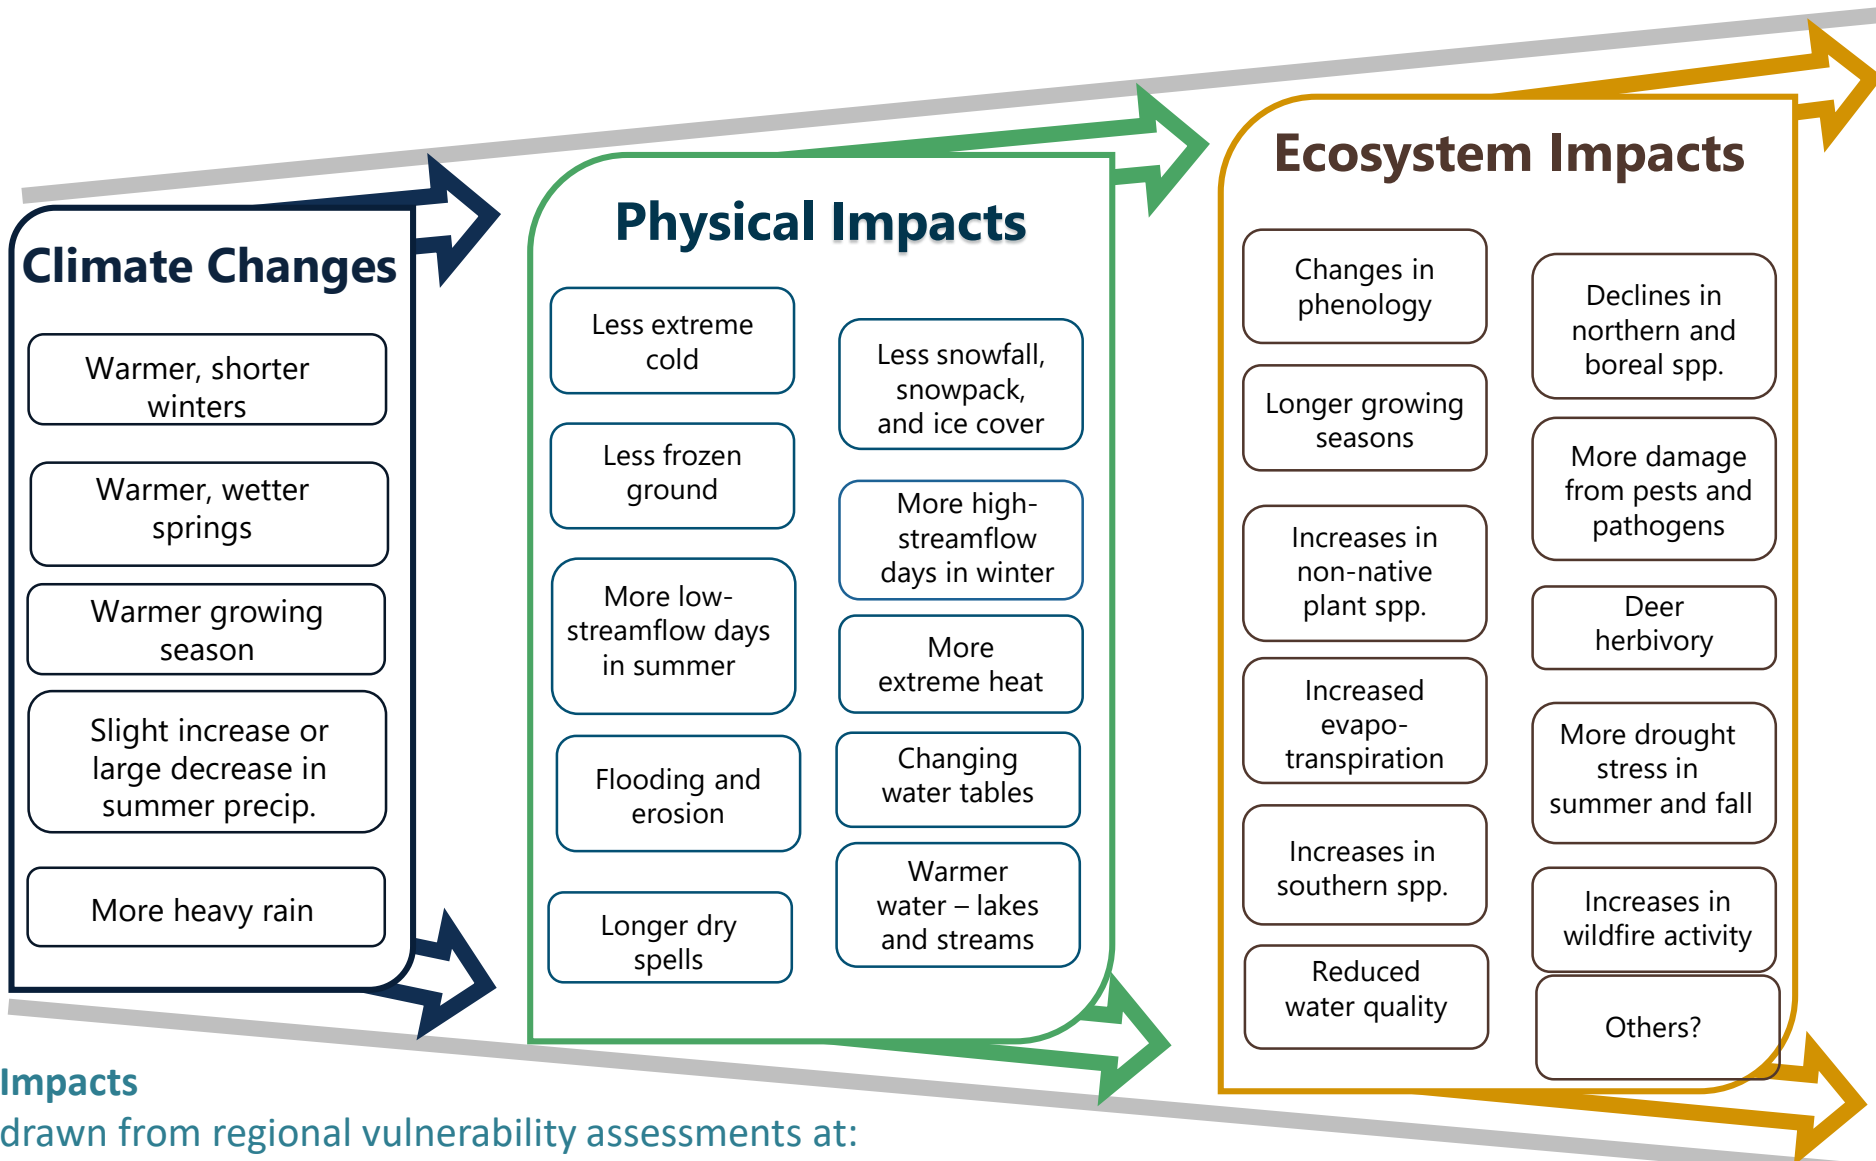 Climate Changes
Warmer, shorter
winters
Warmer, wetter
springs
Warmer growing
season
Slight increase or
large decrease in
summer precip.
More heavy rain
Physical Impacts
Less extreme
cold
Less frozen
ground
More low-
streamflow days
in summer
Flooding and
erosion
Longer dry
spells
Less snowfall,
snowpack,
and ice cover
More high-
streamflow
days in winter
More
extreme heat
Changing
water tables
Warmer
water – lakes
and streams
Ecosystem Impacts
Changes in
phenology
Longer growing
seasons
Increases in
non-native
plant spp.
Increased
evapo-
transpiration
Increases in
southern spp.
Reduced
water quality
Declines in
northern and
boreal spp.
More damage
from pests and
pathogens
Deer
herbivory
More drought
stress in
summer and fall
Increases in
wildfire activity
Others?
Impacts
drawn from regional vulnerability assessments at: